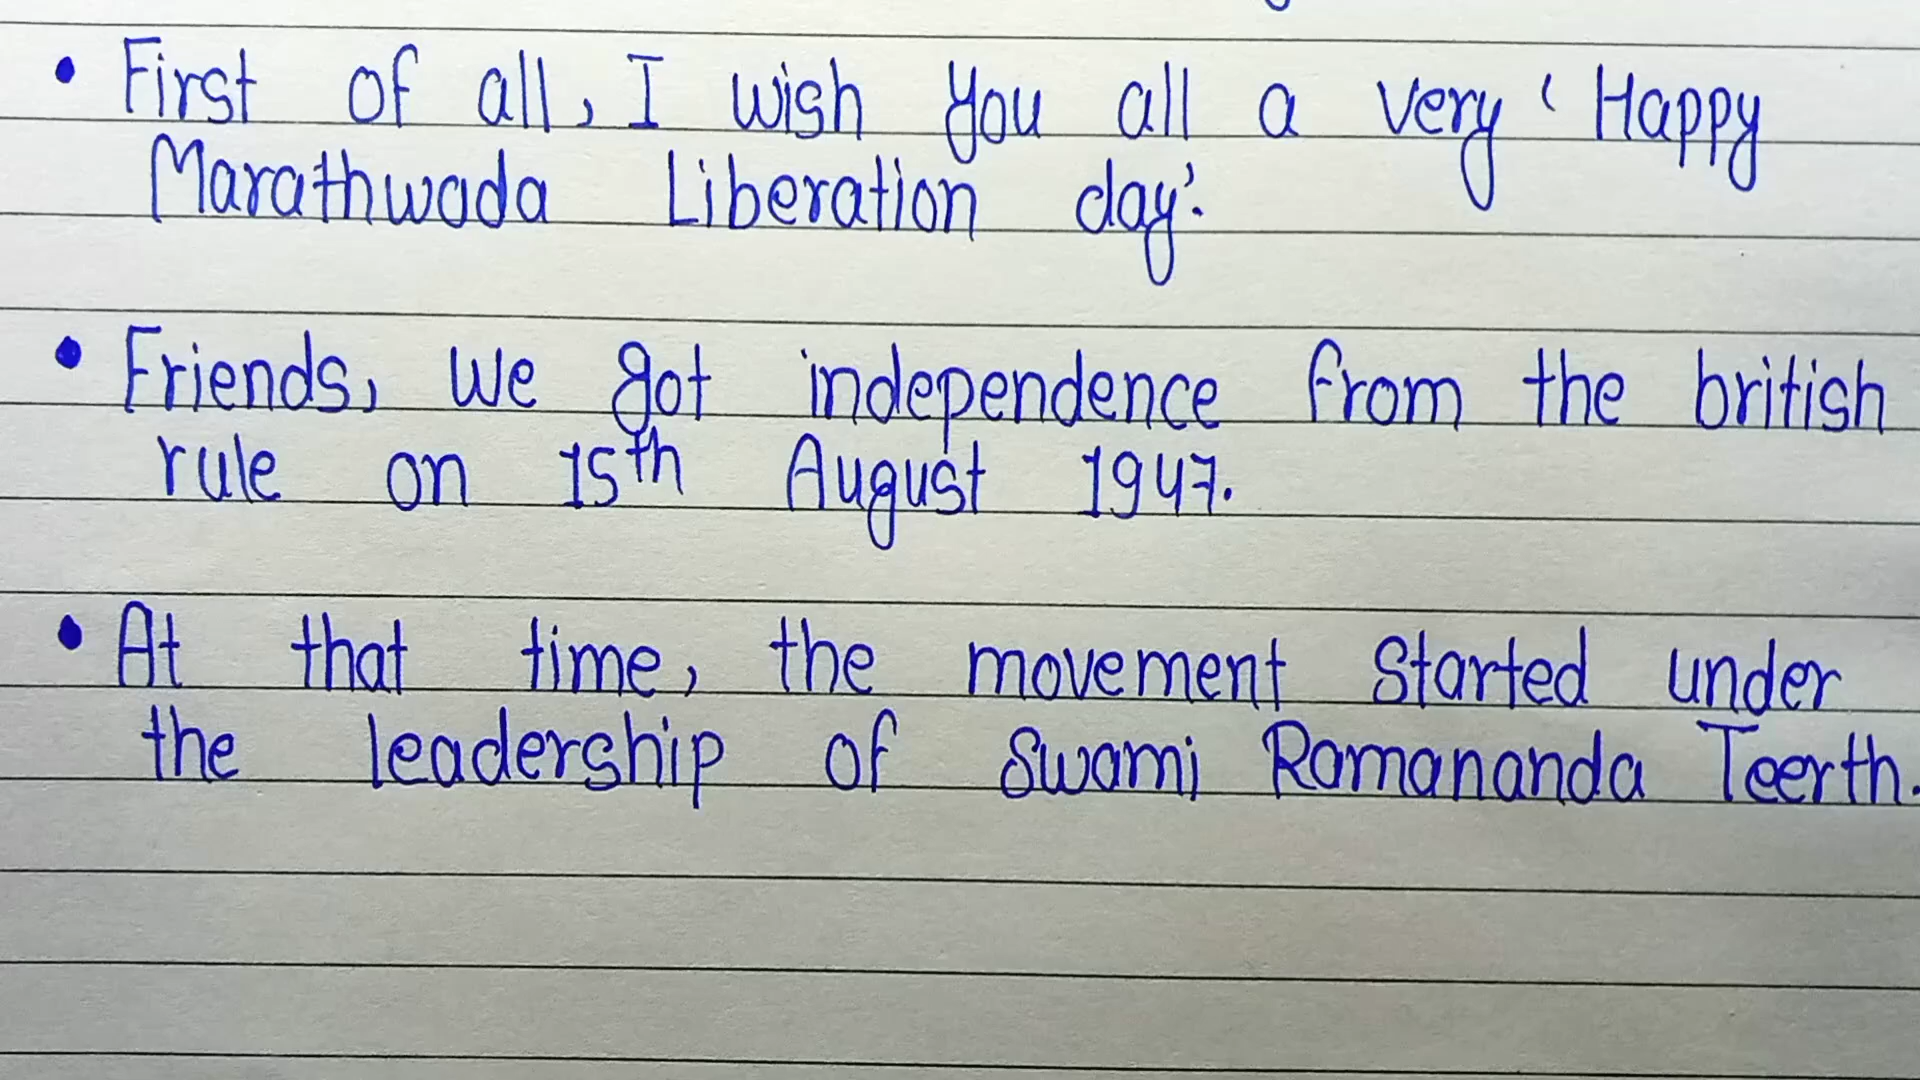 • First of all, I wish you all a very ‘Happy
Marathwada Liberation day’.
• Friends, we got independence from the british
rule on 15th August 1947.
• At that time, the movement started under
the leadership of Swami Ramananda Teerth.